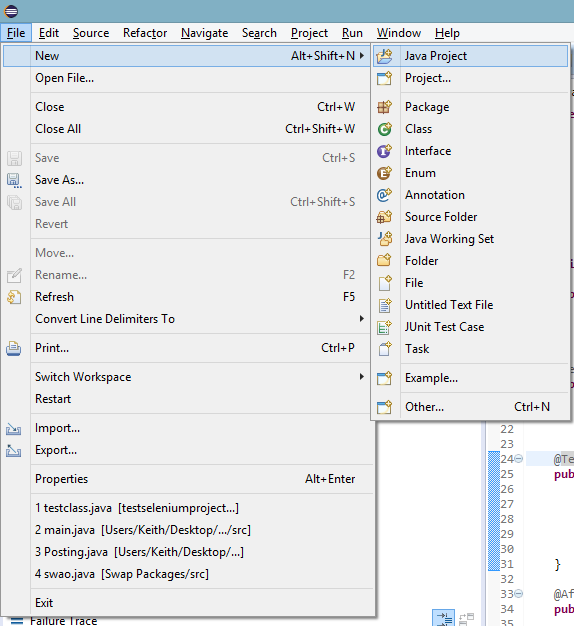 File Edit Source Refactor Navigate Search Project Run Window Help
New Alt+Shift+N
Open File...
Close Ctrl+W
Close All Ctrl+Shift+W
Save Ctrl+S
Save As...
Save All Ctrl+Shift+S
Revert
Move...
Rename... F2
Refresh F5
Convert Line Delimiters To
Print... Ctrl+P
Switch Workspace
Restart
Import...
Export...
Properties Alt+Enter
1 testclass.java [testseleniumproject...]
2 main.java [Users/Keith/Desktop/.../src]
3 Posting.java [Users/Keith/Desktop/...]
4 swao.java [Swap Packages/src]
Exit
Failure Trace
Java Project
Project...
Package
Class
Interface
Enum
Annotation
Source Folder
Java Working Set
Folder
File
Untitled Text File
JUnit Test Case
Task
Example...
Other... Ctrl+N
22
23
24 @Te
25 pub
26
27
28
29
30
31 }
32
33 @Af
34 pub
35